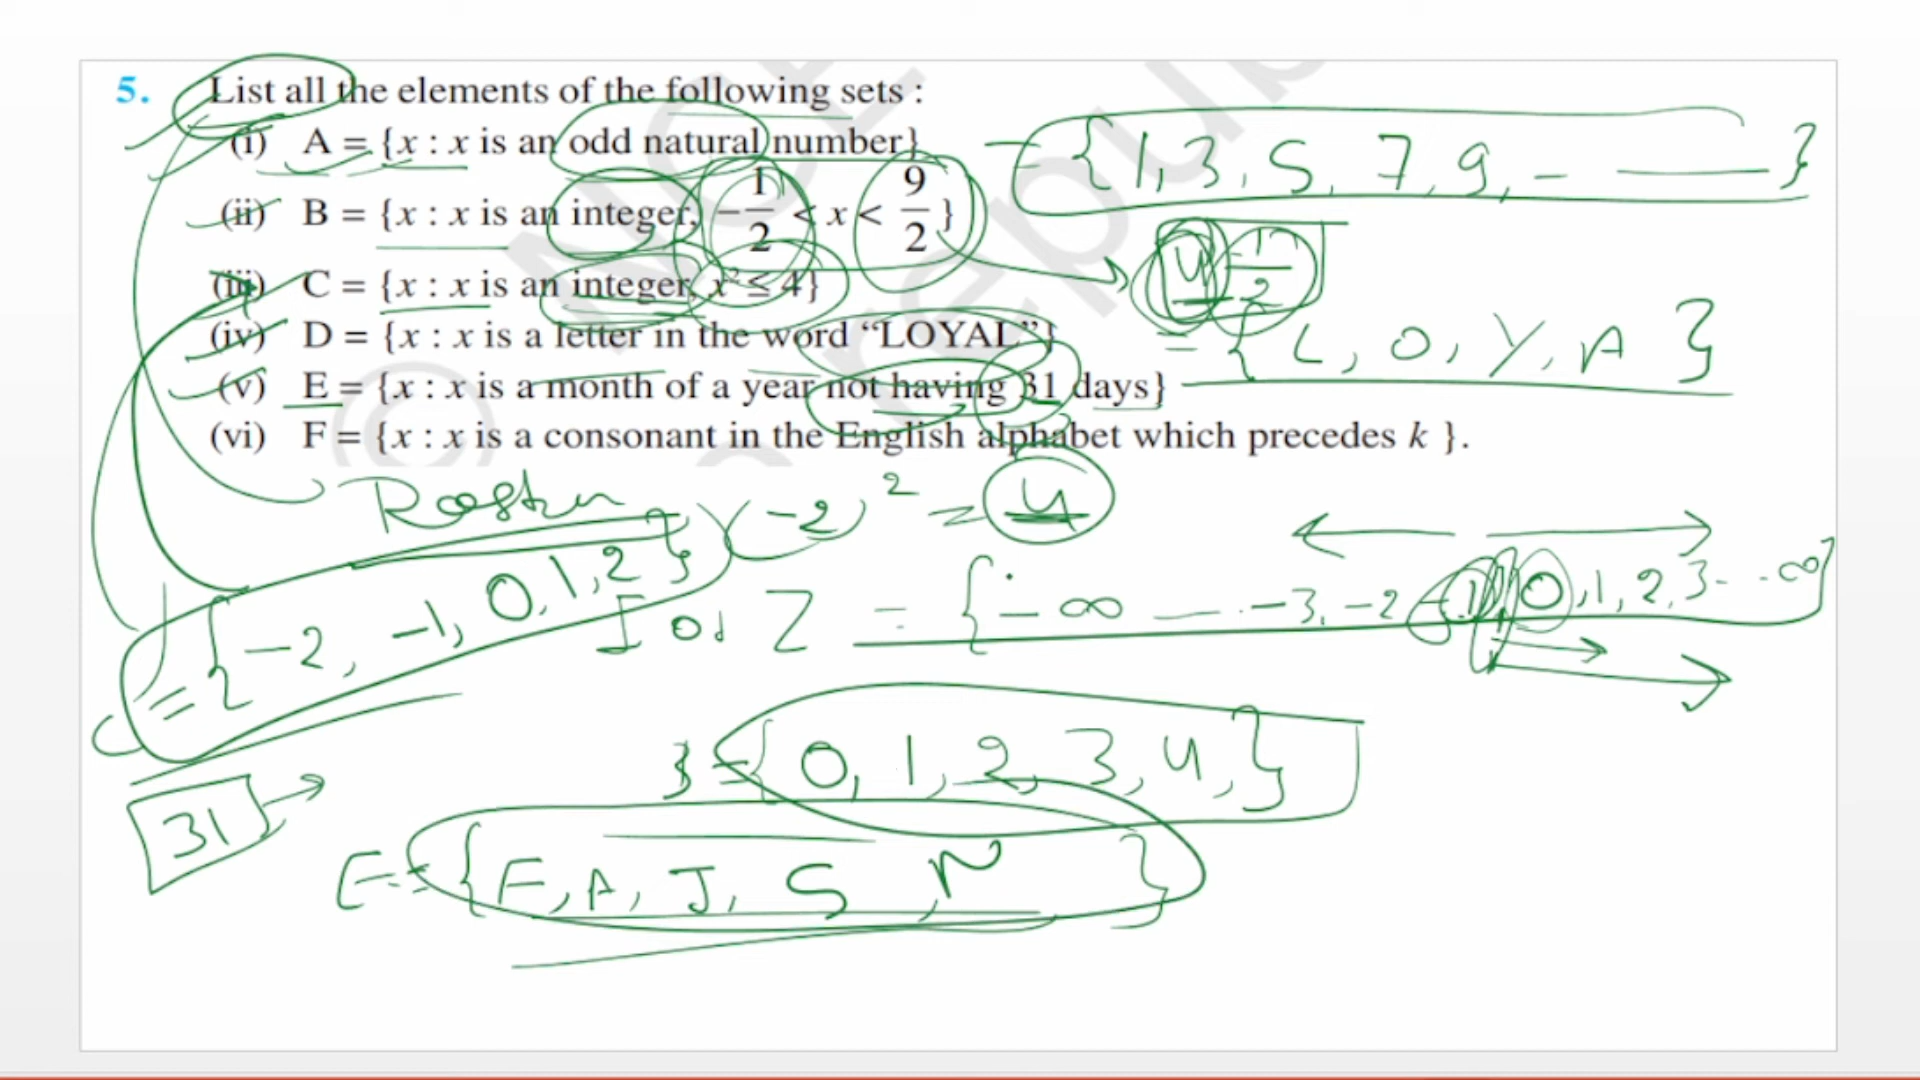 5. List all the elements of the following sets :
(i) A = {x : x is an odd natural number}
= {1, 3, 5, 7, 9, - —}
(ii) B = {x : x is an integer, -1/2 < x < 9/2}
4 1/2
(iii) C = {x : x is an integer, x² ≤ 4}
(iv) D = {x : x is a letter in the word “LOYAL”}
= {L, O, Y, A }
(v) E = {x : x is a month of a year not having 31 days}
(vi) F = {x : x is a consonant in the English alphabet which precedes k }.
(-2)² = 4
= {-2, -1, 0, 1, 2}
Z = {-∞ — . -3, -2 -1, 0, 1, 2, 3 - . ∞}
= {0, 1, 2, 3, 4, }
31
E = {F, A, J, S, N }